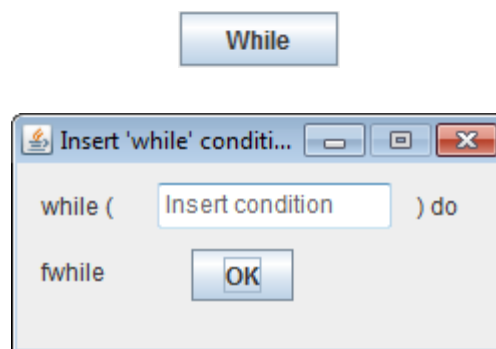 While
Insert 'while' conditi...
while ( Insert condition ) do
fwhile OK